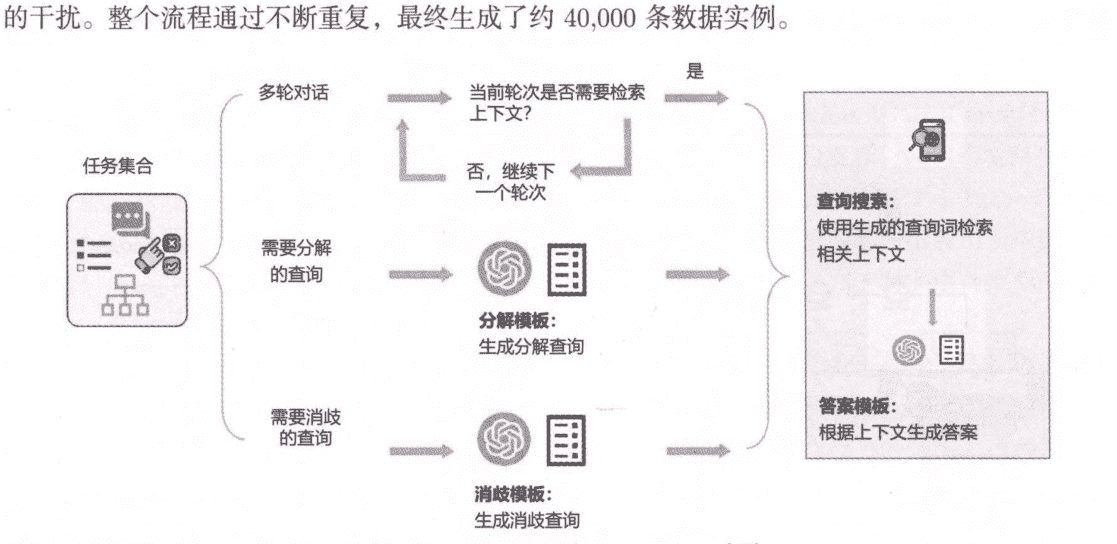 的干扰。整个流程通过不断重复，最终生成了约 40,000 条数据实例。
是
多轮对话
当前轮次是否需要检索
上下文？
任务集合
否，继续下
一个轮次
需要分解
的查询
分解模板：
生成分解查询
需要消歧
的查询
消歧模板：
生成消歧查询
查询搜索：
使用生成的查询词检索
相关上下文
答案模板：
根据上下文生成答案